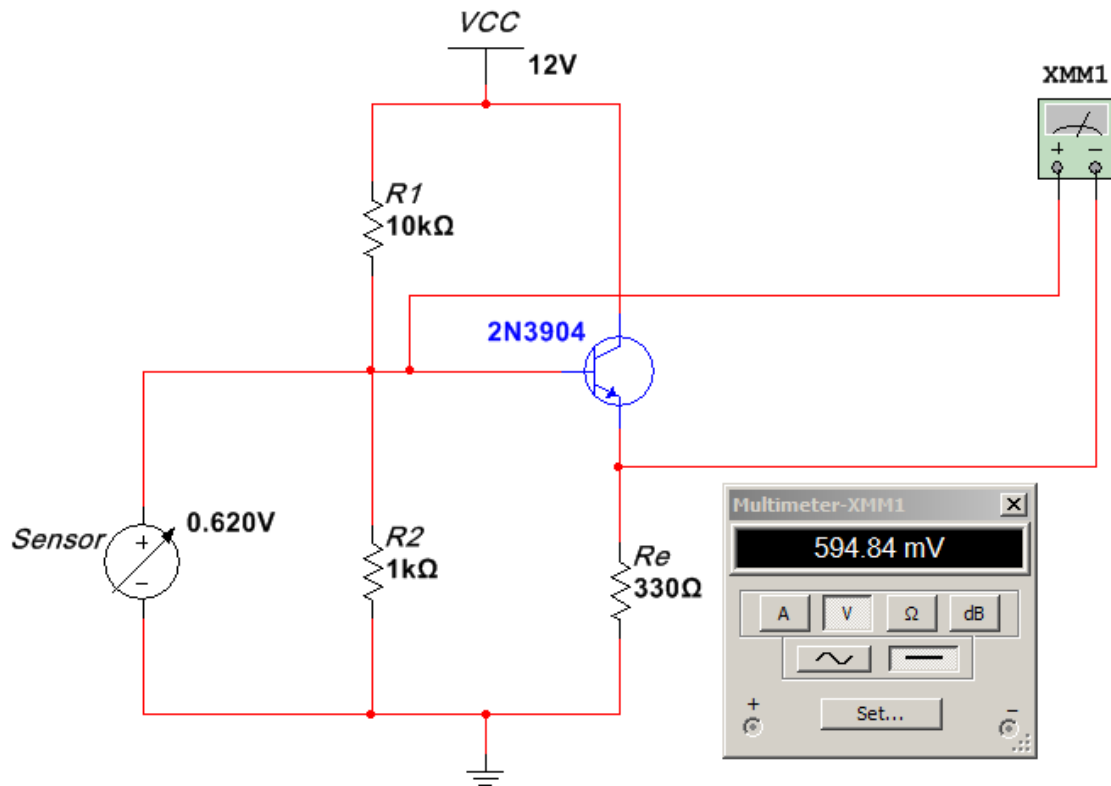 VCC
12V
XMM1
+ −
R1
10kΩ
2N3904
Sensor
+
−
0.620V
R2
1kΩ
Re
330Ω
Multimeter-XMM1
594.84 mV
A V Ω dB
+ Set... −